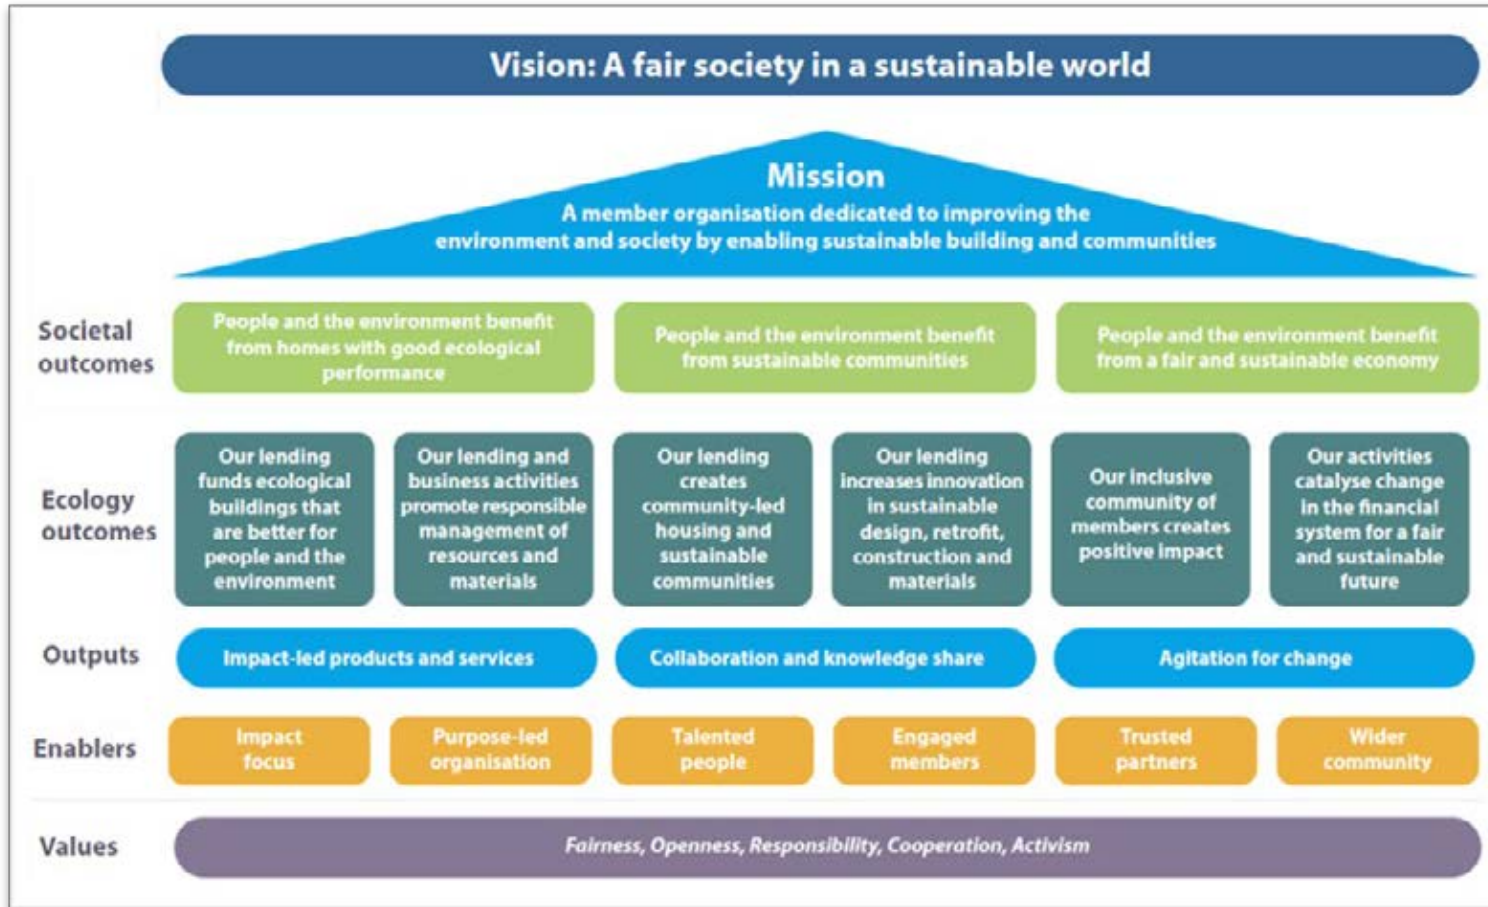 Vision: A fair society in a sustainable world
Mission
A member organisation dedicated to improving the
environment and society by enabling sustainable building and communities
Societal
outcomes
People and the environment benefit
from homes with good ecological
performance
People and the environment benefit
from sustainable communities
People and the environment benefit
from a fair and sustainable economy
Ecology
outcomes
Our lending
funds ecological
buildings that
are better for
people and the
environment
Our lending and
business activities
promote responsible
management of
resources and
materials
Our lending
creates
community-led
housing and
sustainable
communities
Our lending
increases innovation
in sustainable
design, retrofit,
construction and
materials
Our inclusive
community of
members creates
positive impact
Our activities
catalyse change
in the financial
system for a fair
and sustainable
future
Outputs
Impact-led products and services
Collaboration and knowledge share
Agitation for change
Enablers
Impact
focus
Purpose-led
organisation
Talented
people
Engaged
members
Trusted
partners
Wider
community
Values
Fairness, Openness, Responsibility, Cooperation, Activism